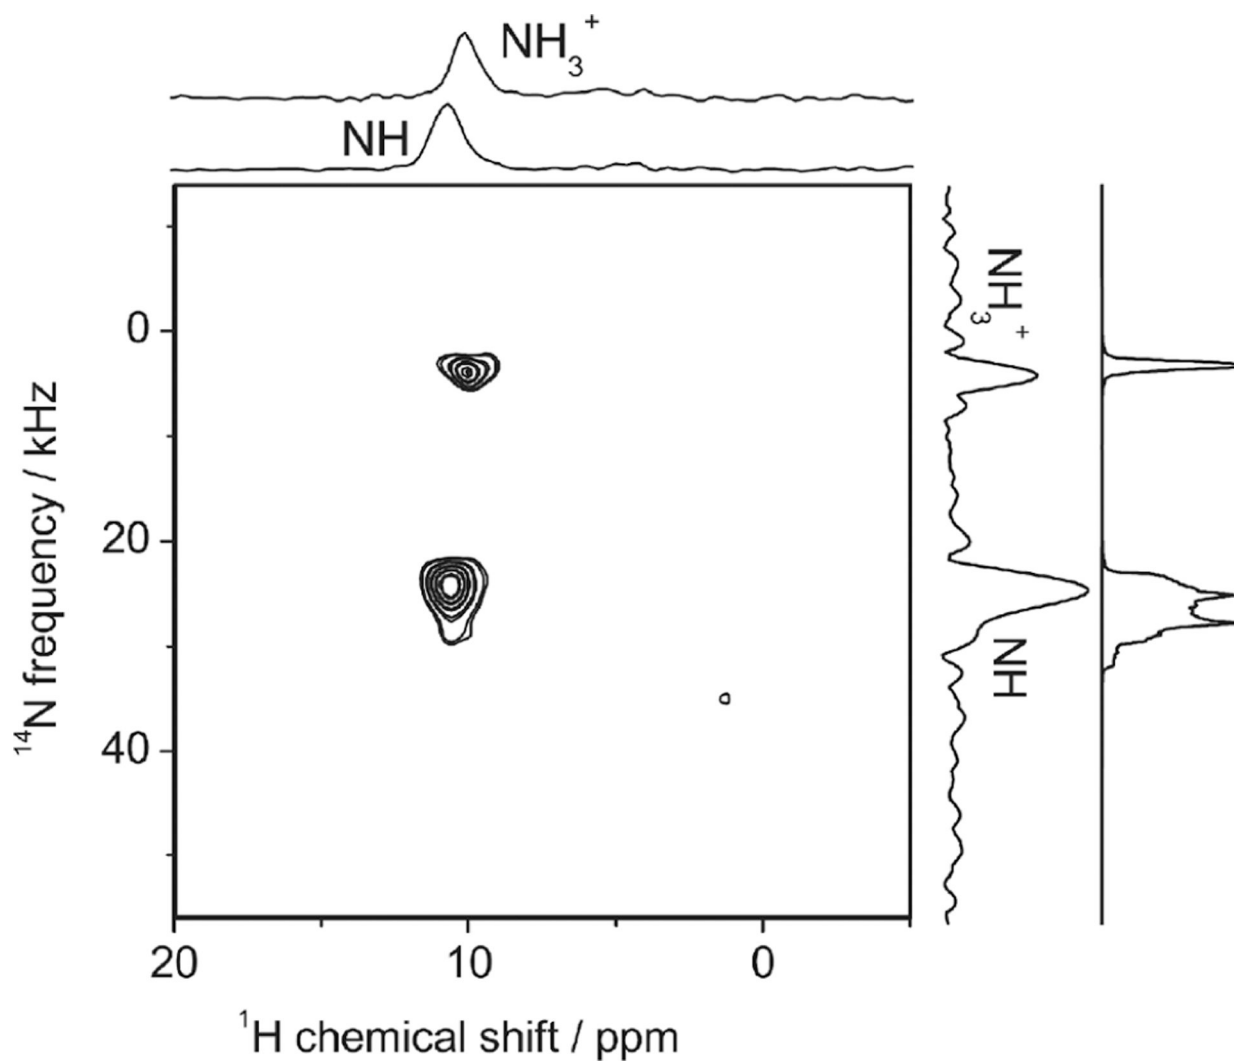 NH₃⁺
NH
NH₃⁺
NH
0
20
40
¹⁴N frequency / kHz
20
10
0
¹H chemical shift / ppm